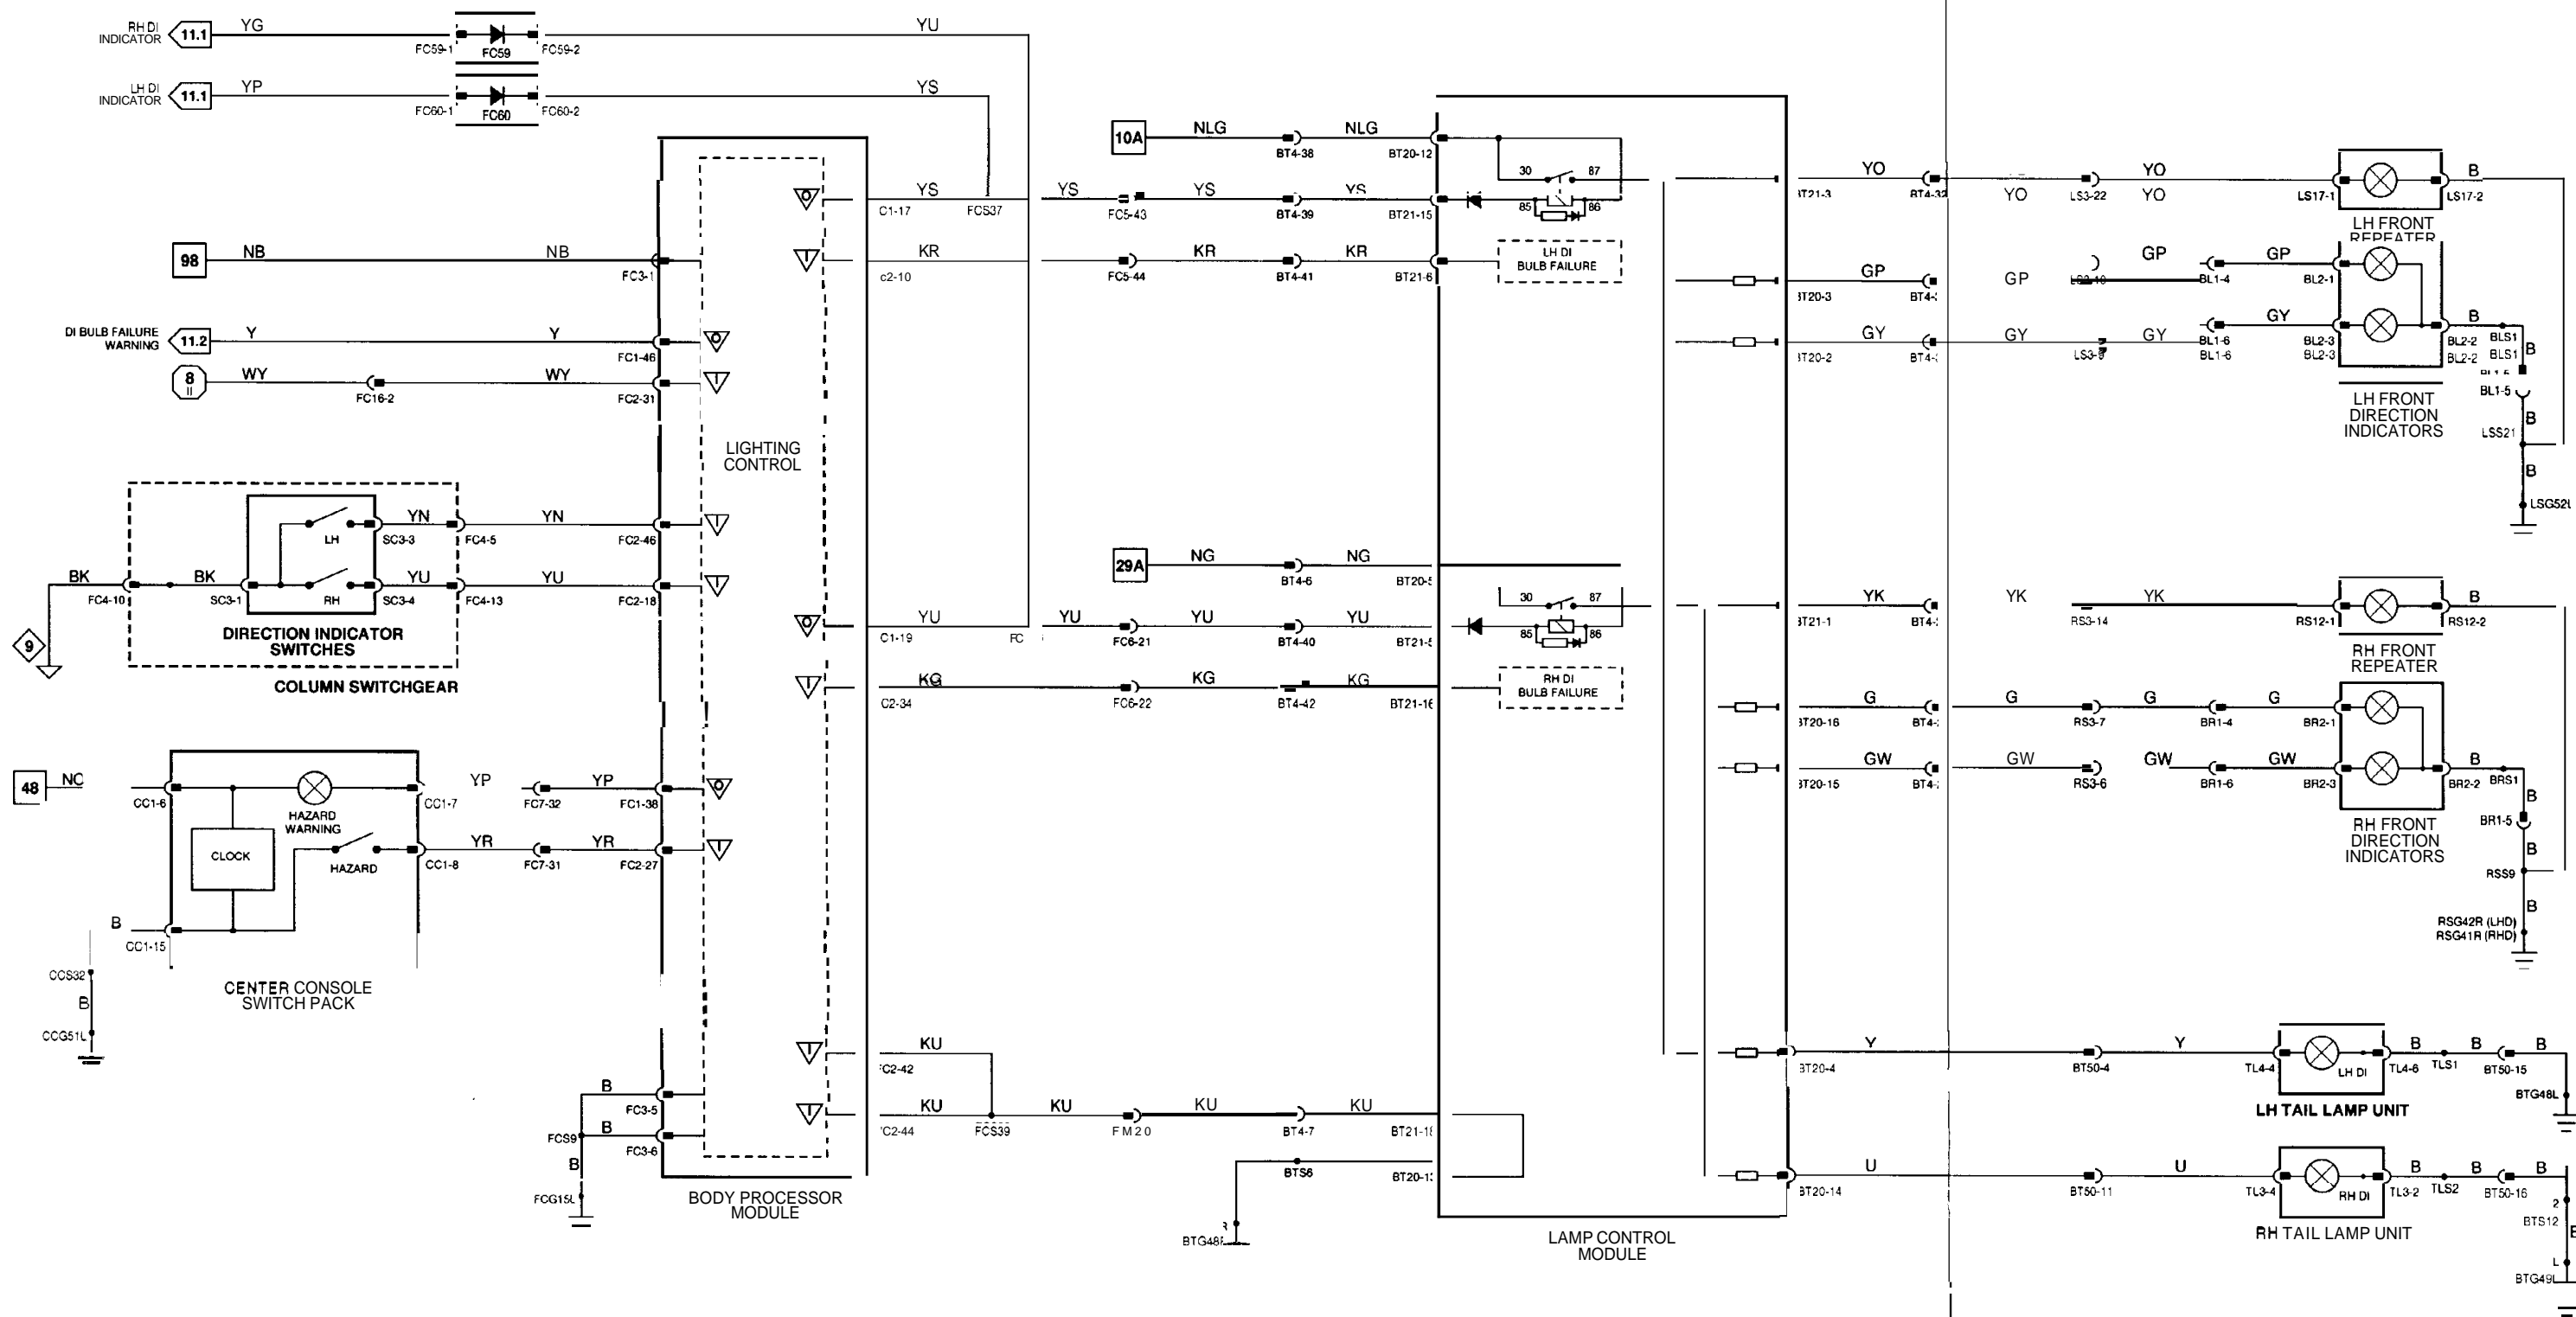 RH DI
INDICATOR
11.1
YG
FC59-1
FC59
FC59-2
YU
LH DI
INDICATOR
11.1
YP
FC60-1
FC60
FC60-2
YS
98
NB
NB
FC3-1
DI BULB FAILURE
WARNING
11.2
Y
Y
FC1-46
8
II
WY
FC16-2
WY
FC2-31
LIGHTING
CONTROL
O
I
O
I
I
I
O
I
O
I
I
I
BK
FC4-10
BK
SC3-1
LH
RH
SC3-3
YN
FC4-5
YN
FC2-46
SC3-4
YU
FC4-13
YU
FC2-18
9
DIRECTION INDICATOR
SWITCHES
COLUMN SWITCHGEAR
48
CC1-6
HAZARD
WARNING
CLOCK
HAZARD
CC1-7
YP
FC7-32
YP
FC1-38
CC1-8
YR
FC7-31
YR
FC2-27
B
CC1-15
CCS32
B
CCG51L
CENTER CONSOLE
SWITCH PACK
B
FC3-5
FCS9
B
FC3-6
B
FCG15L
BODY PROCESSOR
MODULE
C1-17
YS
FCS37
YS
FC5-43
YS
BT4-39
YS
BT21-15
c2-10
KR
FC5-44
KR
BT4-41
KR
BT21-6
10A
NLG
BT4-38
NLG
BT20-12
30
87
85
86
LH DI
BULB FAILURE
29A
NG
BT4-6
NG
C1-19
YU
FC
YU
FC6-21
YU
BT4-40
YU
30
87
85
86
C2-34
KG
FC6-22
KG
BT4-42
KG
BT21-16
RH DI
BULB FAILURE
KU
FC2-42
KU
C2-44
FCS39
KU
FM20
KU
BT4-7
KU
BTS6
LAMP CONTROL
MODULE
BT21-3
YO
BT4-32
YO
LS3-22
YO
YO
LS17-1
LS17-2
B
LH FRONT
REPEATER
BT20-3
GP
GP
GP
BL1-4
GP
BL2-1
BT20-2
GY
GY
GY
BL1-6
BL1-6
GY
BL2-3
BL2-3
B
BL2-2
BL2-2
BLS1
BLS1
B
BL1-5
BL1-5
B
LSS21
B
LSG52L
LH FRONT
DIRECTION
INDICATORS
BT21-1
YK
YK
RS3-14
YK
RS12-1
RS12-2
B
RH FRONT
REPEATER
BT20-16
G
G
RS3-7
G
BR1-4
G
BR2-1
BT20-15
GW
GW
RS3-6
GW
BR1-6
GW
BR2-3
B
BR2-2
BRS1
B
BR1-5
B
RSS9
B
RSG42R (LHD)
RSG41R (RHD)
RH FRONT
DIRECTION
INDICATORS
BT20-4
Y
BT50-4
Y
TL4-4
LH DI
B
TL4-6
TLS1
B
BT50-15
B
BTG48L
LH TAIL LAMP UNIT
BT20-14
U
BT50-11
U
TL3-4
RH DI
B
TL3-2
TLS2
B
BT50-16
B
2
BTS12
L
BTG49L
RH TAIL LAMP UNIT